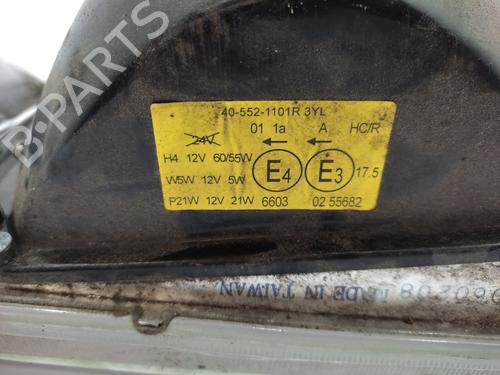 40-552-1101R 3YL
24V 01 1a A HC/R
H4 12V 60/55W E4 E3 17.5
W5W 12V 5W
P21W 12V 21W 6603 02 55682
MADE IN TAIWAN
B-PARTS